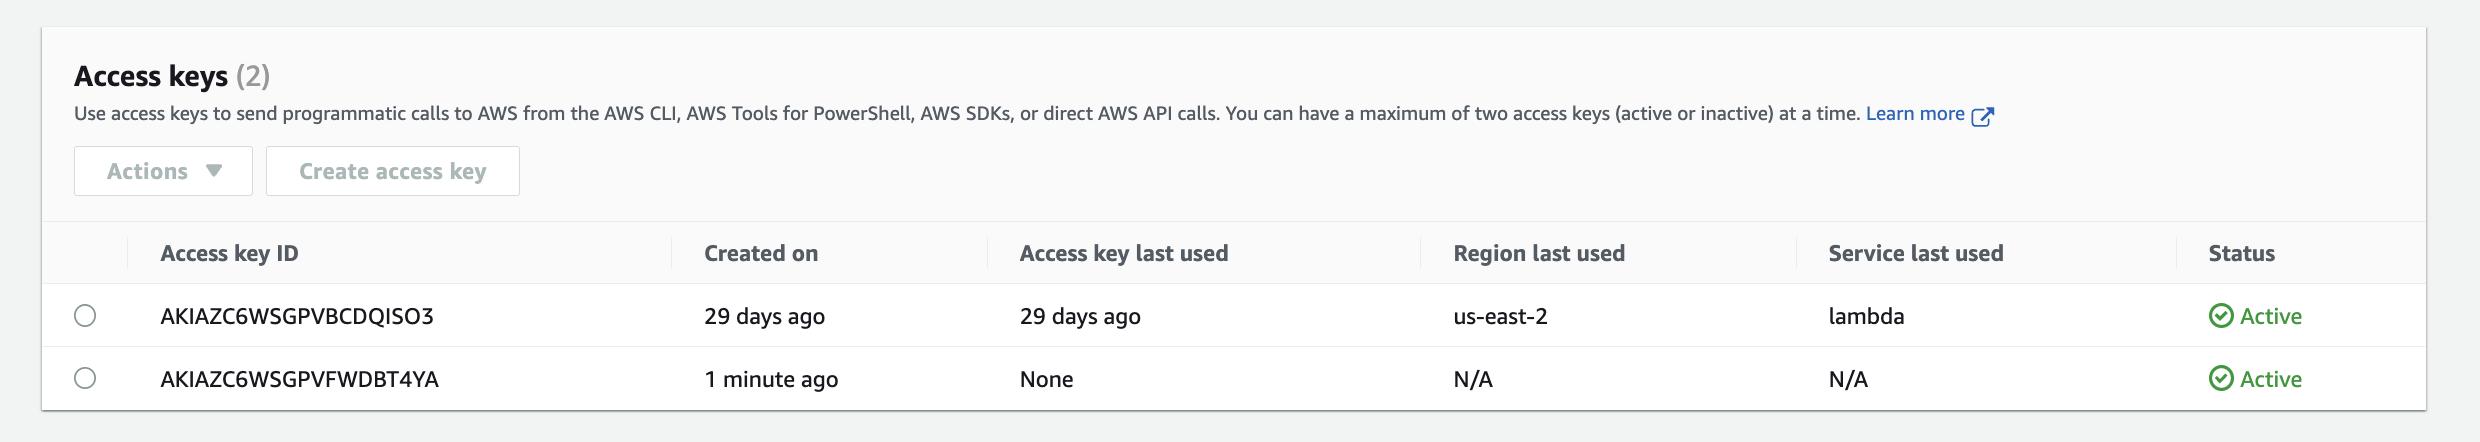 Access keys (2)
Use access keys to send programmatic calls to AWS from the AWS CLI, AWS Tools for PowerShell, AWS SDKs, or direct AWS API calls. You can have a maximum of two access keys (active or inactive) at a time. Learn more
Actions Create access key
Access key ID Created on Access key last used Region last used Service last used Status
AKIAZC6WSGPVBCDQISO3 29 days ago 29 days ago us-east-2 lambda Active
AKIAZC6WSGPVFWDBT4YA 1 minute ago None N/A N/A Active